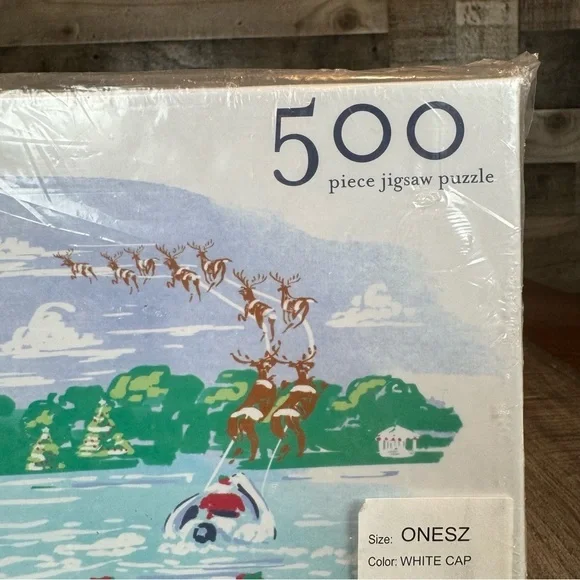 500
piece jigsaw puzzle
Size: ONESZ
Color: WHITE CAP